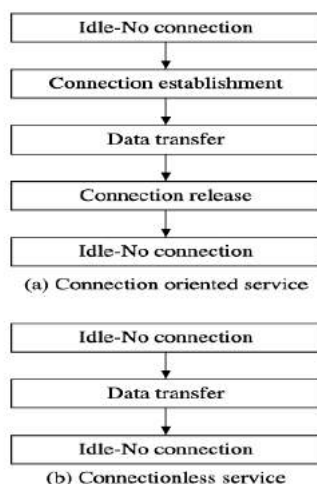 Idle-No connection
Connection establishment
Data transfer
Connection release
Idle-No connection
(a) Connection oriented service
Idle-No connection
Data transfer
Idle-No connection
(b) Connectionless service